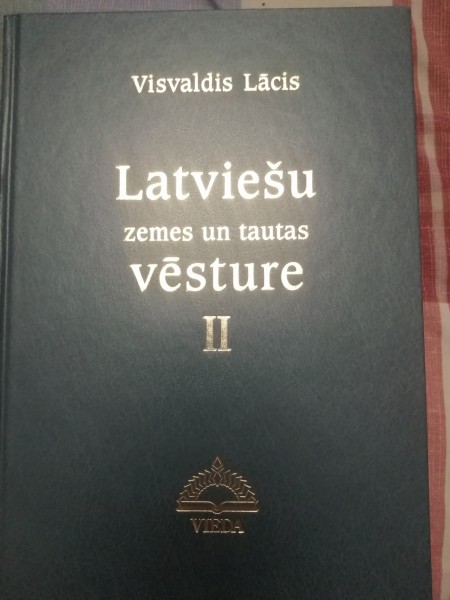 Visvaldis Lācis
Latviešu
zemes un tautas
vēsture
II
VIEDA